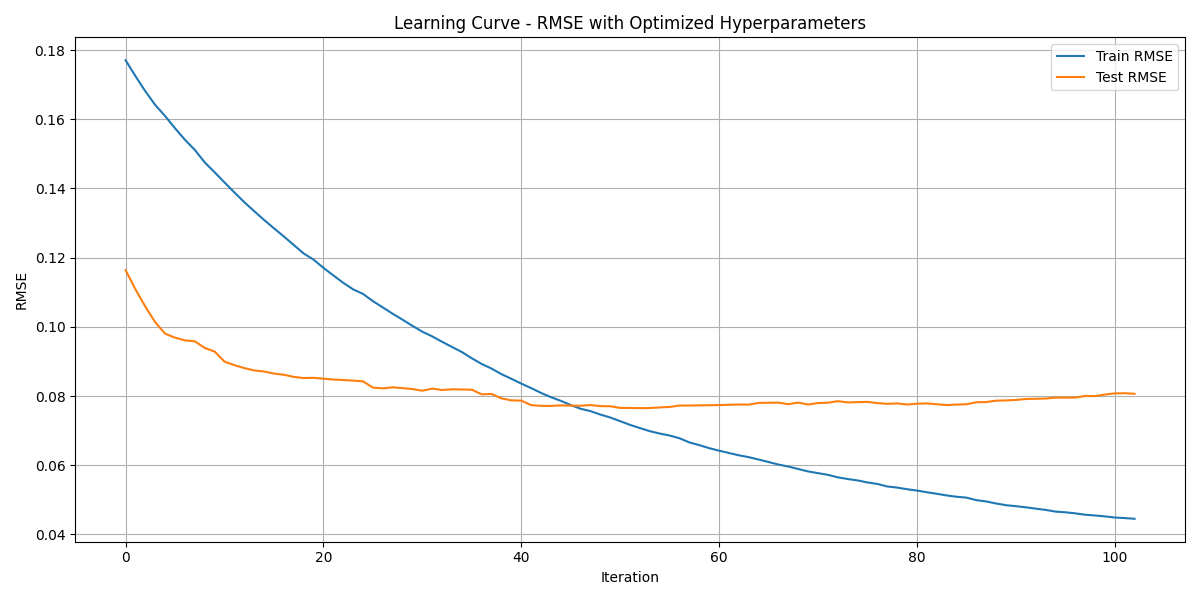 Learning Curve - RMSE with Optimized Hyperparameters
Train RMSE
Test RMSE
RMSE
0.18
0.16
0.14
0.12
0.10
0.08
0.06
0.04
0 20 40 60 80 100
Iteration